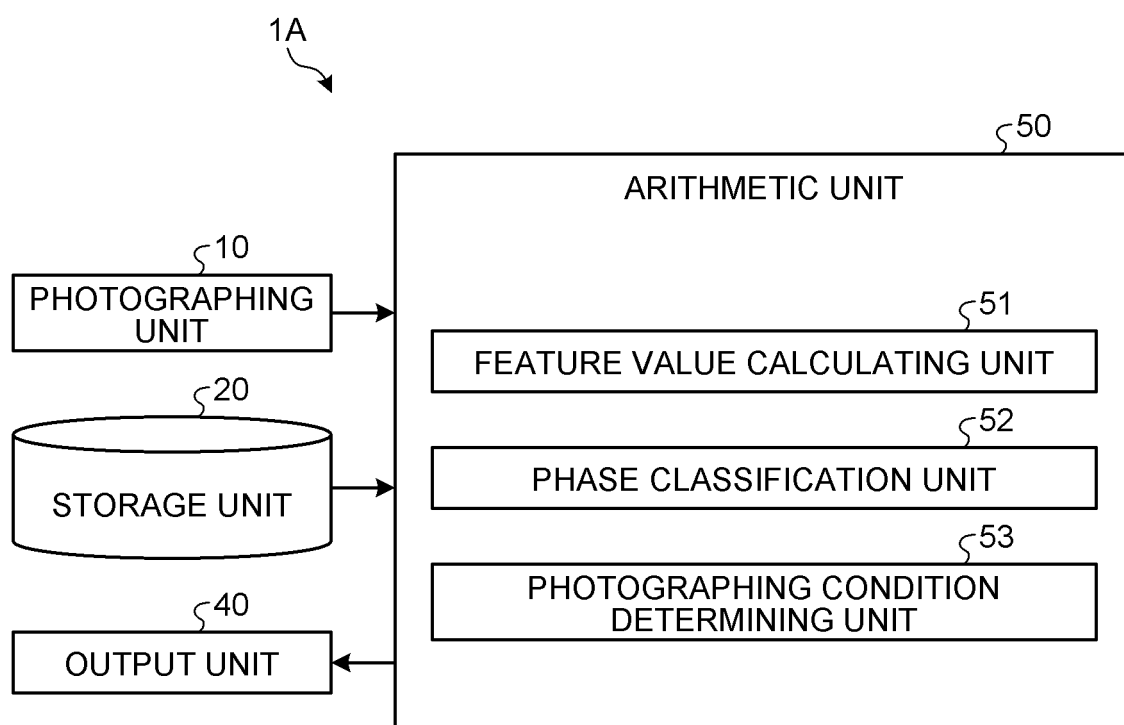 1A
50
ARITHMETIC UNIT
10
PHOTOGRAPHING
UNIT
51
FEATURE VALUE CALCULATING UNIT
20
STORAGE UNIT
52
PHASE CLASSIFICATION UNIT
53
PHOTOGRAPHING CONDITION
DETERMINING UNIT
40
OUTPUT UNIT